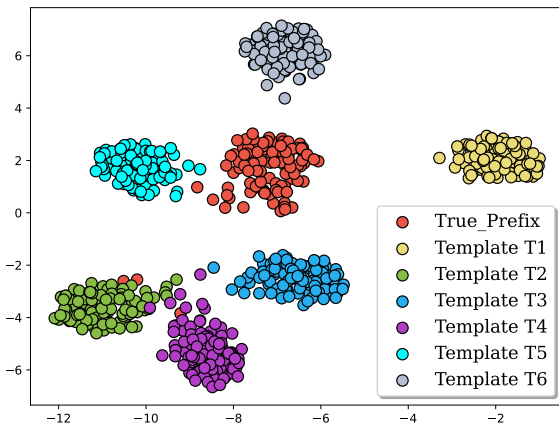 6
4
2
0
−2
−4
−6
True_Prefix
Template T1
Template T2
Template T3
Template T4
Template T5
Template T6
−12 −10 −8 −6 −4 −2